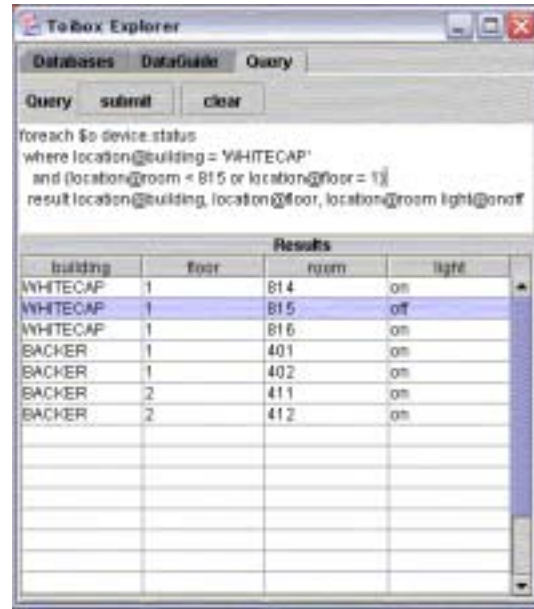 Toibox Explorer
Databases DataGuide Query
Query submit clear
foreach $o device.status
where location@building = 'WHITECAP'
and (location@room < 815 or location@floor = 1)
result location@building, location@floor, location@room light@onoff
Results
building floor room light
WHITECAP 1 814 on
WHITECAP 1 815 off
WHITECAP 1 816 on
BACKER 1 401 on
BACKER 1 402 on
BACKER 2 411 on
BACKER 2 412 on